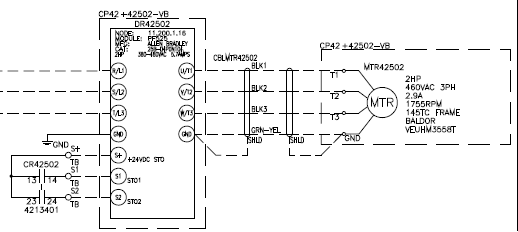 CP42 +42502-VB
DR42502
NODE: 11.200.1.16
MODULE: PF525
MFG: ALLEN BRADLEY
CAT:
2HP 380-480VAC
R/L1
S/L2
T/L3
GND
U/T1
V/T2
W/T3
GND
CBLMTR42502
BLK1
BLK2
BLK3
GRN-YEL
SHLD
SHLD
CP42 +42502-VB
MTR42502
T1
T2
T3
GND
MTR
2HP
460VAC 3PH
2.9A
1755RPM
145TC FRAME
BALDOR
VEUHM3558T
GND
S+
TB
S1
TB
S2
TB
CR42502
13 14
23 24
4213401
S+ +24VDC STO
S1 STO1
S2 STO2